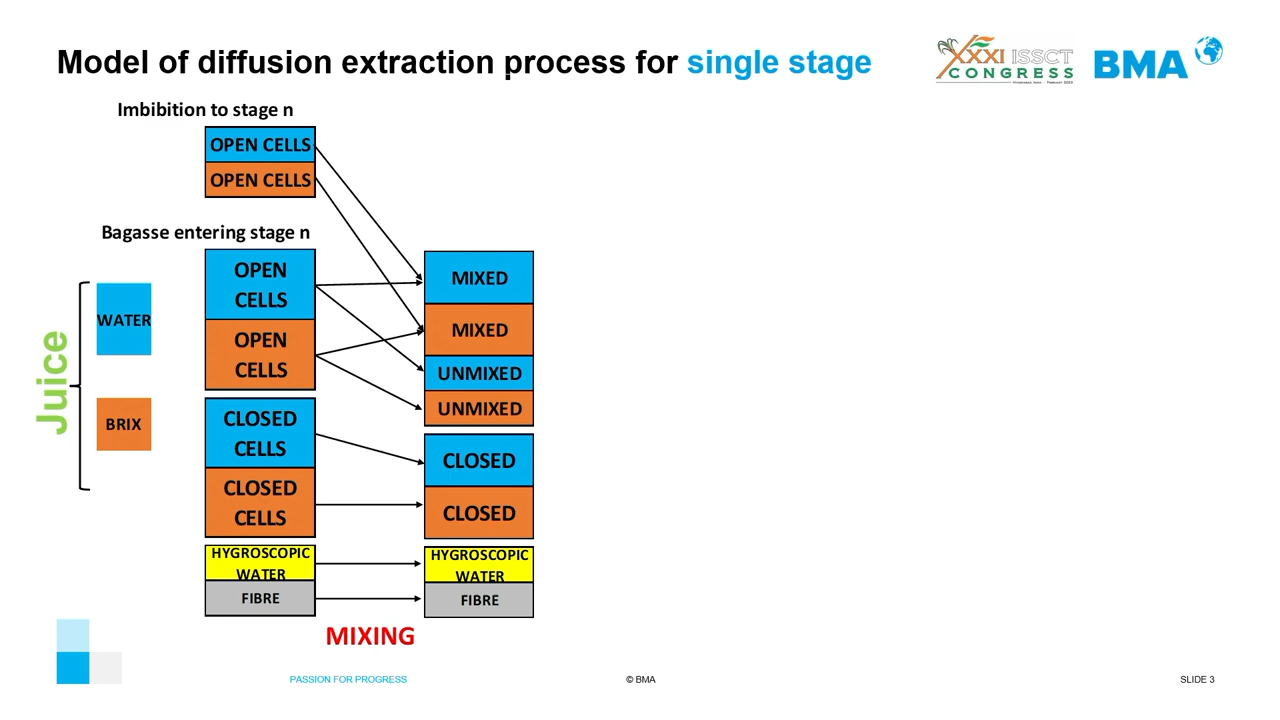 Model of diffusion extraction process for single stage
XXXI ISSCT
CONGRESS
BMA
Imbibition to stage n
OPEN CELLS
OPEN CELLS
Bagasse entering stage n
Juice
WATER
BRIX
OPEN
CELLS
OPEN
CELLS
CLOSED
CELLS
CLOSED
CELLS
HYGROSCOPIC
WATER
FIBRE
MIXED
MIXED
UNMIXED
UNMIXED
CLOSED
CLOSED
HYGROSCOPIC
WATER
FIBRE
MIXING
PASSION FOR PROGRESS
© BMA
SLIDE 3